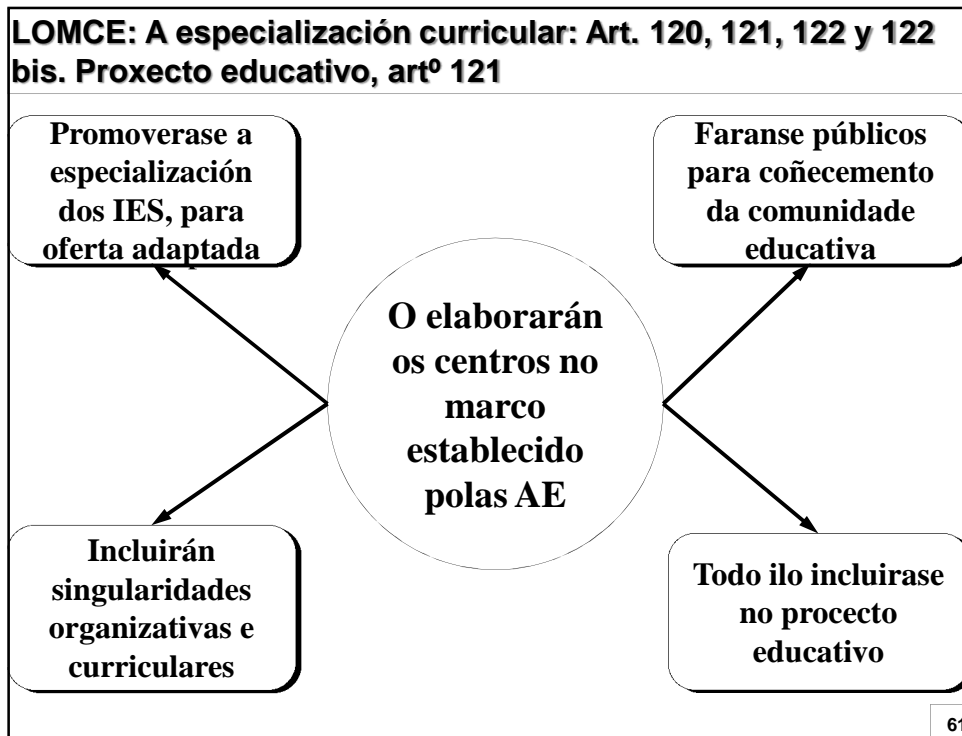 LOMCE: A especialización curricular: Art. 120, 121, 122 y 122
bis. Proxecto educativo, artº 121
Promoverase a
especialización
dos IES, para
oferta adaptada
Faranse públicos
para coñecemento
da comunidade
educativa
O elaborarán
os centros no
marco
establecido
polas AE
Incluirán
singularidades
organizativas e
curriculares
Todo ilo incluirase
no procecto
educativo
61